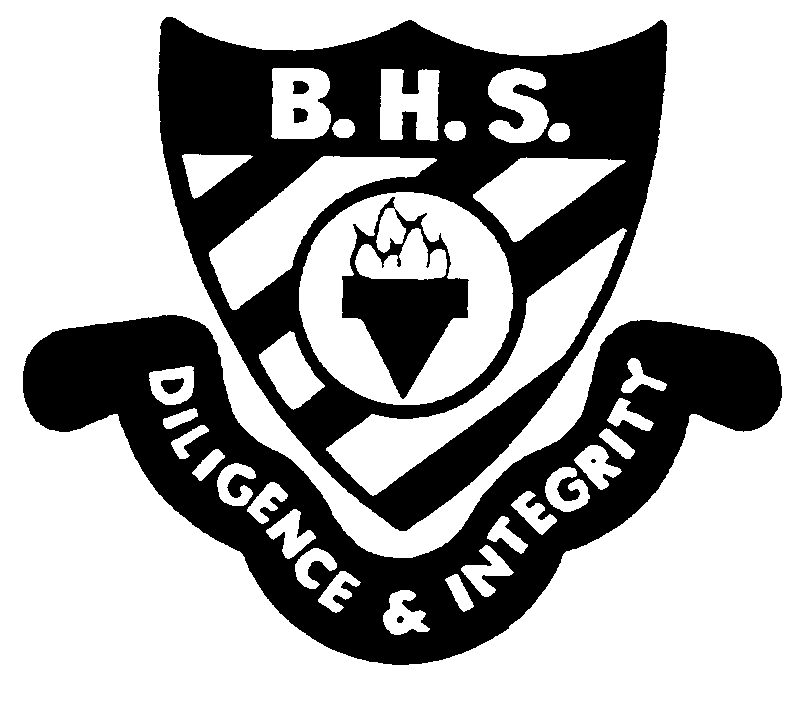 B. H. S.
DILIGENCE & INTEGRITY